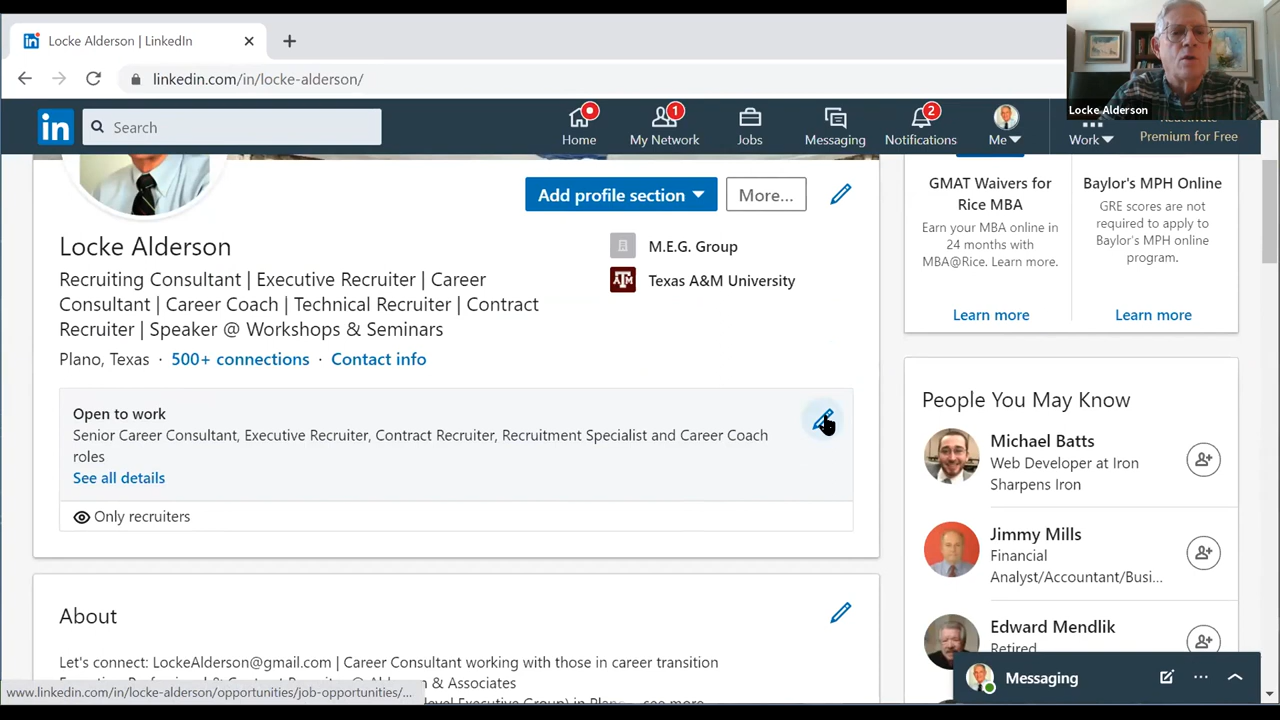 Locke Alderson | LinkedIn
linkedin.com/in/locke-alderson/
Locke Alderson
in
Search
Home
1
My Network
Jobs
Messaging
2
Notifications
Me
Work
Reactivate
Premium for Free
Add profile section
More...
Locke Alderson
Recruiting Consultant | Executive Recruiter | Career
Consultant | Career Coach | Technical Recruiter | Contract
Recruiter | Speaker @ Workshops & Seminars
Plano, Texas · 500+ connections · Contact info
M.E.G. Group
ATM Texas A&M University
Open to work
Senior Career Consultant, Executive Recruiter, Contract Recruiter, Recruitment Specialist and Career Coach
roles
See all details
Only recruiters
About
Let's connect: LockeAlderson@gmail.com | Career Consultant working with those in career transition
& Associates
in
see more
www.linkedin.com/in/locke-alderson/opportunities/job-opportunities/...
GMAT Waivers for
Rice MBA
Earn your MBA online in
24 months with
MBA@Rice. Learn more.
Learn more
Baylor's MPH Online
GRE scores are not
required to apply to
Baylor's MPH online
program.
Learn more
People You May Know
Michael Batts
Web Developer at Iron
Sharpens Iron
Jimmy Mills
Financial
Analyst/Accountant/Busi...
Edward Mendlik
Retired
Messaging